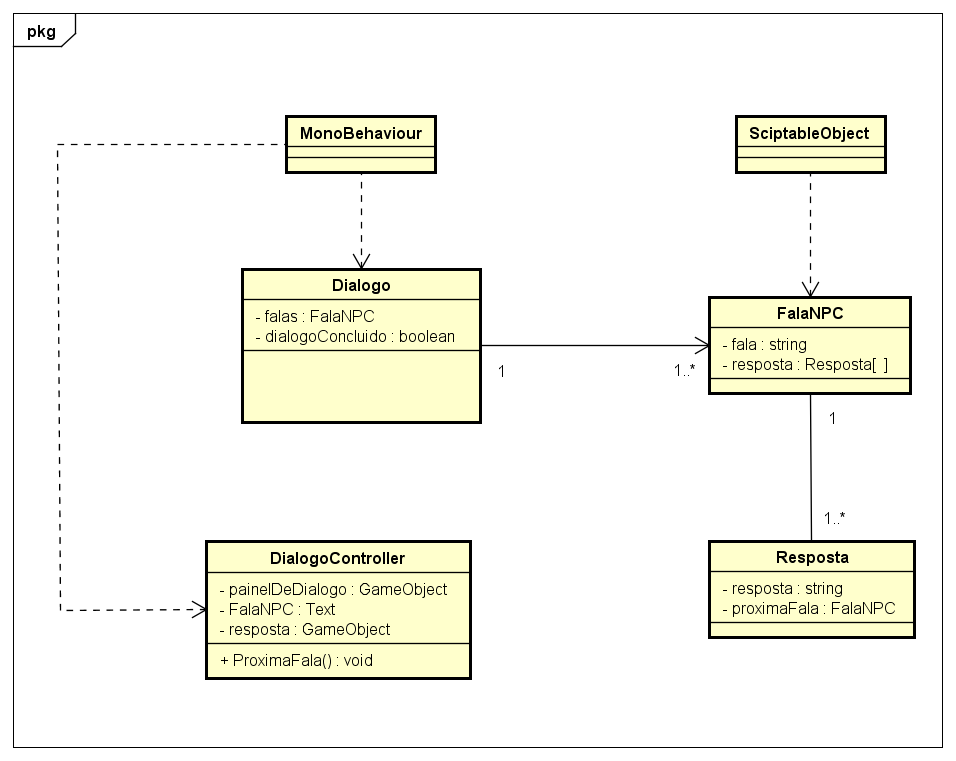 pkg
MonoBehaviour
SciptableObject
Dialogo
- falas : FalaNPC
- dialogoConcluido : boolean
1
1..*
FalaNPC
- fala : string
- resposta : Resposta[ ]
1
1..*
DialogoController
- painelDeDialogo : GameObject
- FalaNPC : Text
- resposta : GameObject
+ ProximaFala() : void
Resposta
- resposta : string
- proximaFala : FalaNPC